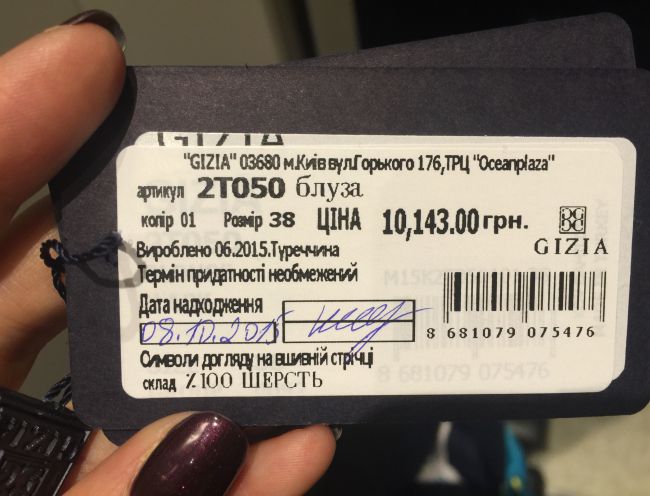 GIZIA
"GIZIA" 03680 м.Київ вул.Горького 176,ТРЦ "Oceanplaza"
артикул 2T050 блуза
колір 01 Розмір 38 ЦІНА 10,143.00 грн.
GIZIA
Вироблено 06.2015.Туреччина
Термін придатності необмежений
Дата надходження
08.10.2015
8 681079 075476
Символи догляду на вшивній стрічці
склад %100 ШЕРСТЬ
8 681079 075476